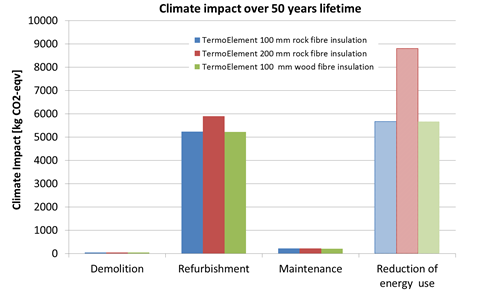 Climate impact over 50 years lifetime
Climate Impact [kg CO2-eqv]
10000
9000
8000
7000
6000
5000
4000
3000
2000
1000
0
TermoElement 100 mm rock fibre insulation
TermoElement 200 mm rock fibre insulation
TermoElement 100 mm wood fibre insulation
Demolition
Refurbishment
Maintenance
Reduction of
energy use